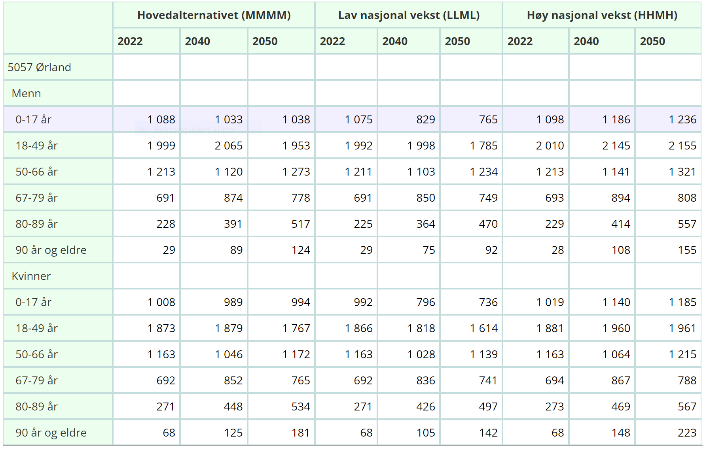 Hovedalternativet (MMMM) Lav nasjonal vekst (LLML) Høy nasjonal vekst (HHMH)
2022 2040 2050 2022 2040 2050 2022 2040 2050
5057 Ørland
Menn
0-17 år 1 088 1 033 1 038 1 075 829 765 1 098 1 186 1 236
18-49 år 1 999 2 065 1 953 1 992 1 998 1 785 2 010 2 145 2 155
50-66 år 1 213 1 120 1 273 1 211 1 103 1 234 1 213 1 141 1 321
67-79 år 691 874 778 691 850 749 693 894 808
80-89 år 228 391 517 225 364 470 229 414 557
90 år og eldre 29 89 124 29 75 92 28 108 155
Kvinner
0-17 år 1 008 989 994 992 796 736 1 019 1 140 1 185
18-49 år 1 873 1 879 1 767 1 866 1 818 1 614 1 881 1 960 1 961
50-66 år 1 163 1 046 1 172 1 163 1 028 1 139 1 163 1 064 1 215
67-79 år 692 852 765 692 836 741 694 867 788
80-89 år 271 448 534 271 426 497 273 469 567
90 år og eldre 68 125 181 68 105 142 68 148 223